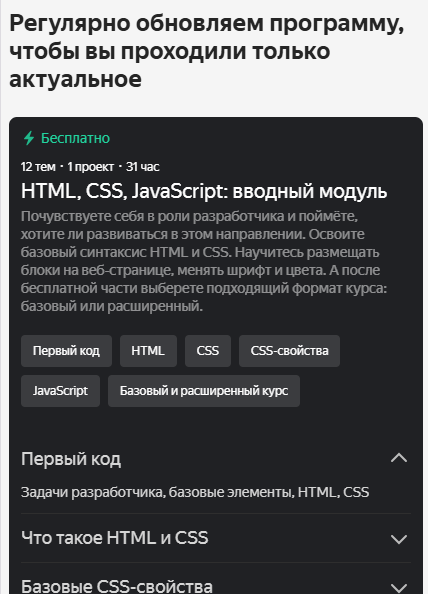 Регулярно обновляем программу,
чтобы вы проходили только
актуальное
Бесплатно
12 тем · 1 проект · 31 час
HTML, CSS, JavaScript: вводный модуль
Почувствуете себя в роли разработчика и поймёте,
хотите ли развиваться в этом направлении. Освоите
базовый синтаксис HTML и CSS. Научитесь размещать
блоки на веб-странице, менять шрифт и цвета. А после
бесплатной части выберете подходящий формат курса:
базовый или расширенный.
Первый код HTML CSS CSS-свойства
JavaScript Базовый и расширенный курс
Первый код
Задачи разработчика, базовые элементы, HTML, CSS
Что такое HTML и CSS
Базовые CSS-свойства